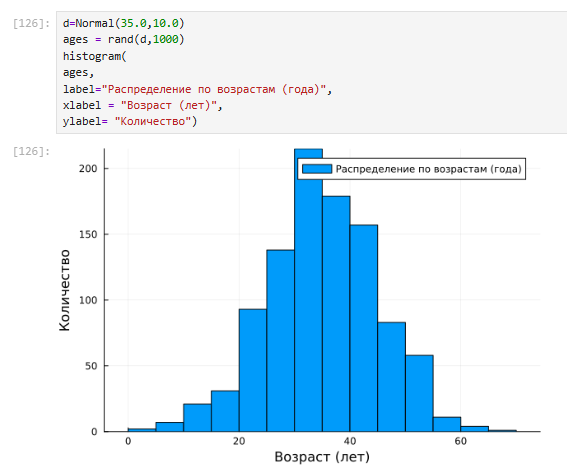 [126]:
d=Normal(35.0,10.0)
ages = rand(d,1000)
histogram(
ages,
label="Распределение по возрастам (года)",
xlabel = "Возраст (лет)",
ylabel= "Количество")
[126]:
Распределение по возрастам (года)
200
150
100
50
0
Количество
0 20 40 60
Возраст (лет)